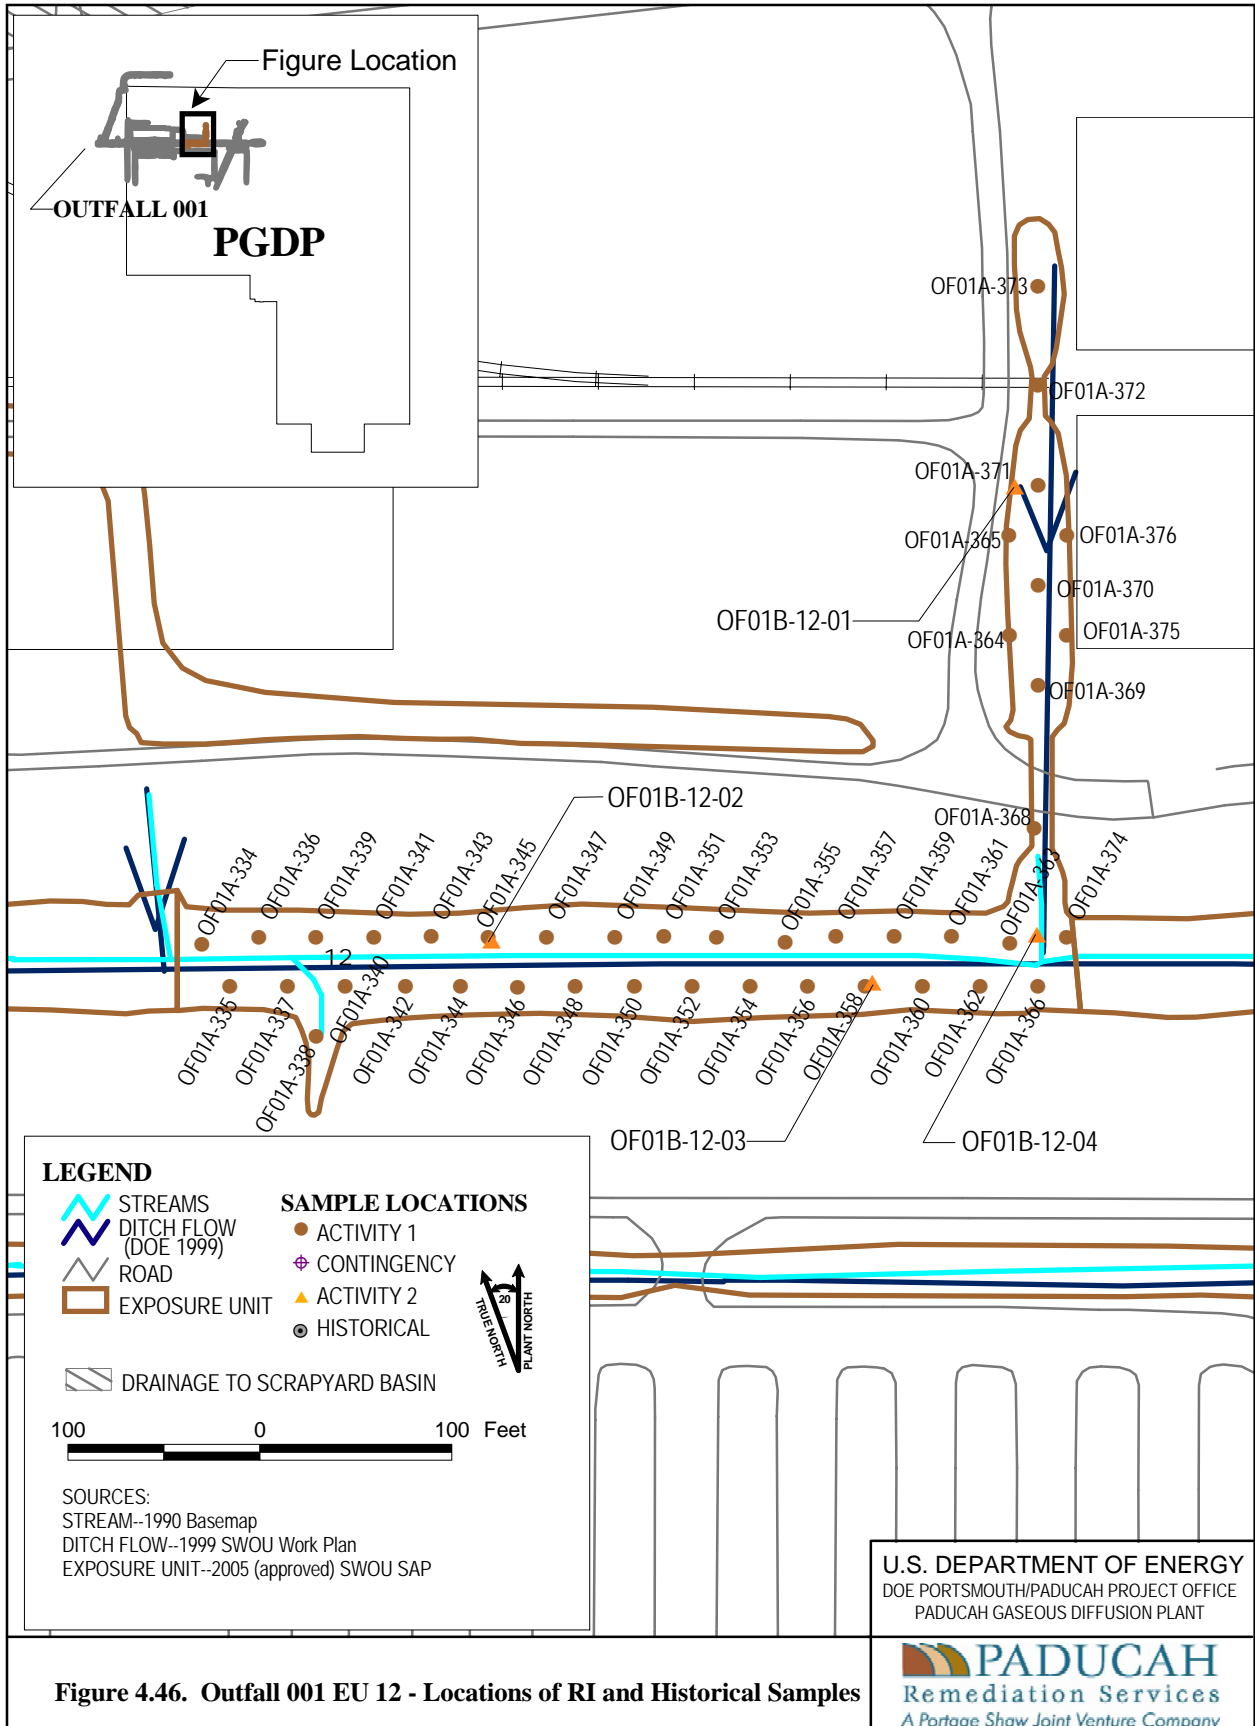 Figure Location
OUTFALL 001
PGDP
OF01A-373
OF01A-372
OF01A-371
OF01A-365
OF01A-376
OF01A-370
OF01B-12-01
OF01A-364
OF01A-375
OF01A-369
OF01B-12-02
OF01A-368
OF01A-334
OF01A-336
OF01A-339
OF01A-341
OF01A-343
OF01A-345
OF01A-347
OF01A-349
OF01A-351
OF01A-353
OF01A-355
OF01A-357
OF01A-359
OF01A-361
OF01A-363
OF01A-374
12
OF01A-335
OF01A-337
OF01A-338
OF01A-340
OF01A-342
OF01A-344
OF01A-346
OF01A-348
OF01A-350
OF01A-352
OF01A-354
OF01A-356
OF01A-358
OF01A-360
OF01A-362
OF01A-366
OF01B-12-03
OF01B-12-04
LEGEND
STREAMS
DITCH FLOW
(DOE 1999)
ROAD
EXPOSURE UNIT
SAMPLE LOCATIONS
ACTIVITY 1
CONTINGENCY
ACTIVITY 2
HISTORICAL
20
TRUE NORTH
PLANT NORTH
DRAINAGE TO SCRAPYARD BASIN
100 0 100 Feet
SOURCES:
STREAM--1990 Basemap
DITCH FLOW--1999 SWOU Work Plan
EXPOSURE UNIT--2005 (approved) SWOU SAP
U.S. DEPARTMENT OF ENERGY
DOE PORTSMOUTH/PADUCAH PROJECT OFFICE
PADUCAH GASEOUS DIFFUSION PLANT
Figure 4.46. Outfall 001 EU 12 - Locations of RI and Historical Samples
PADUCAH
Remediation Services
A Portage Shaw Joint Venture Company